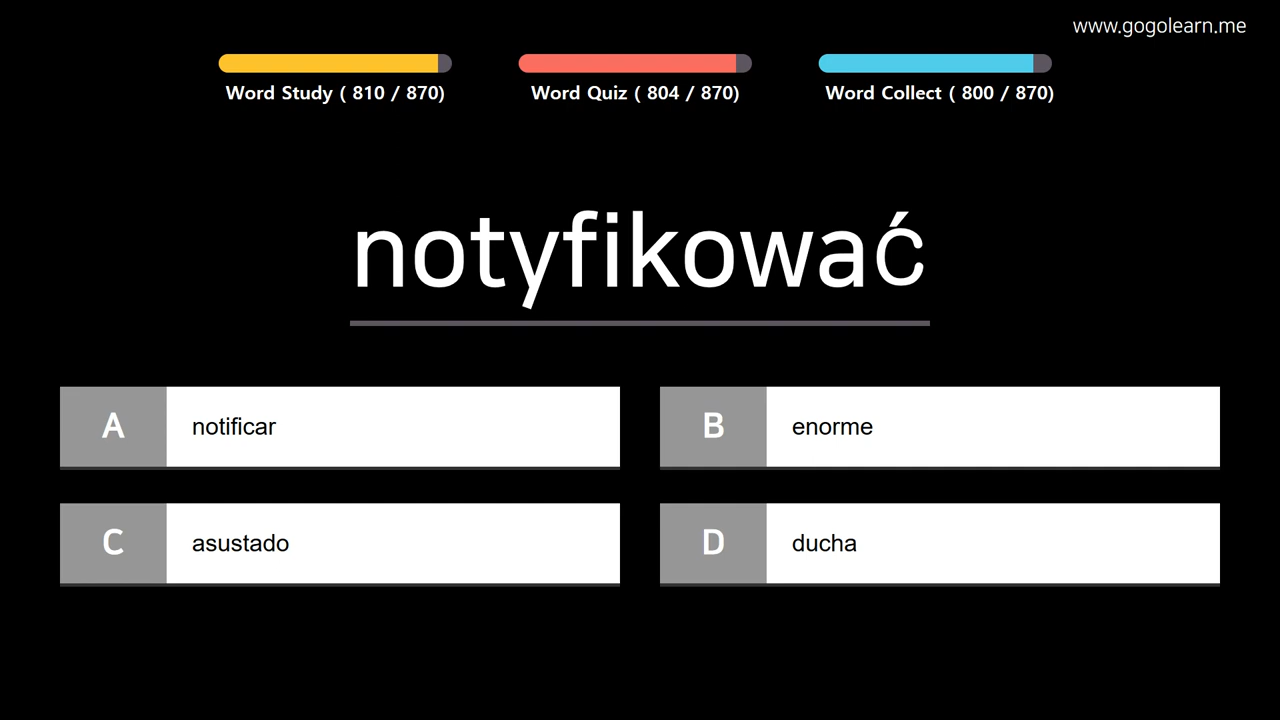 www.gogolearn.me
Word Study ( 810 / 870)
Word Quiz ( 804 / 870)
Word Collect ( 800 / 870)
notyfikować
A
notificar
B
enorme
C
asustado
D
ducha